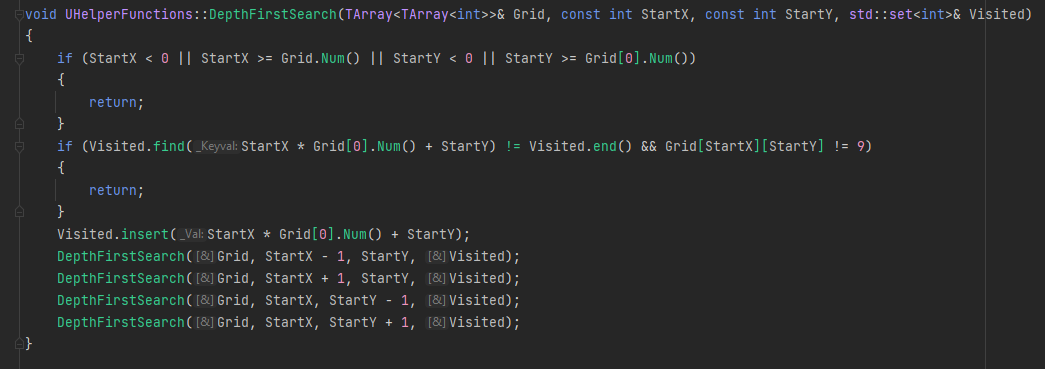 void UHelperFunctions::DepthFirstSearch(TArray<TArray<int>>& Grid, const int StartX, const int StartY, std::set<int>& Visited)
{
    if (StartX < 0 || StartX >= Grid.Num() || StartY < 0 || StartY >= Grid[0].Num())
    {
        return;
    }
    if (Visited.find(_Keyval: StartX * Grid[0].Num() + StartY) != Visited.end() && Grid[StartX][StartY] != 9)
    {
        return;
    }
    Visited.insert(_Val: StartX * Grid[0].Num() + StartY);
    DepthFirstSearch([&] Grid, StartX - 1, StartY, [&] Visited);
    DepthFirstSearch([&] Grid, StartX + 1, StartY, [&] Visited);
    DepthFirstSearch([&] Grid, StartX, StartY - 1, [&] Visited);
    DepthFirstSearch([&] Grid, StartX, StartY + 1, [&] Visited);
}